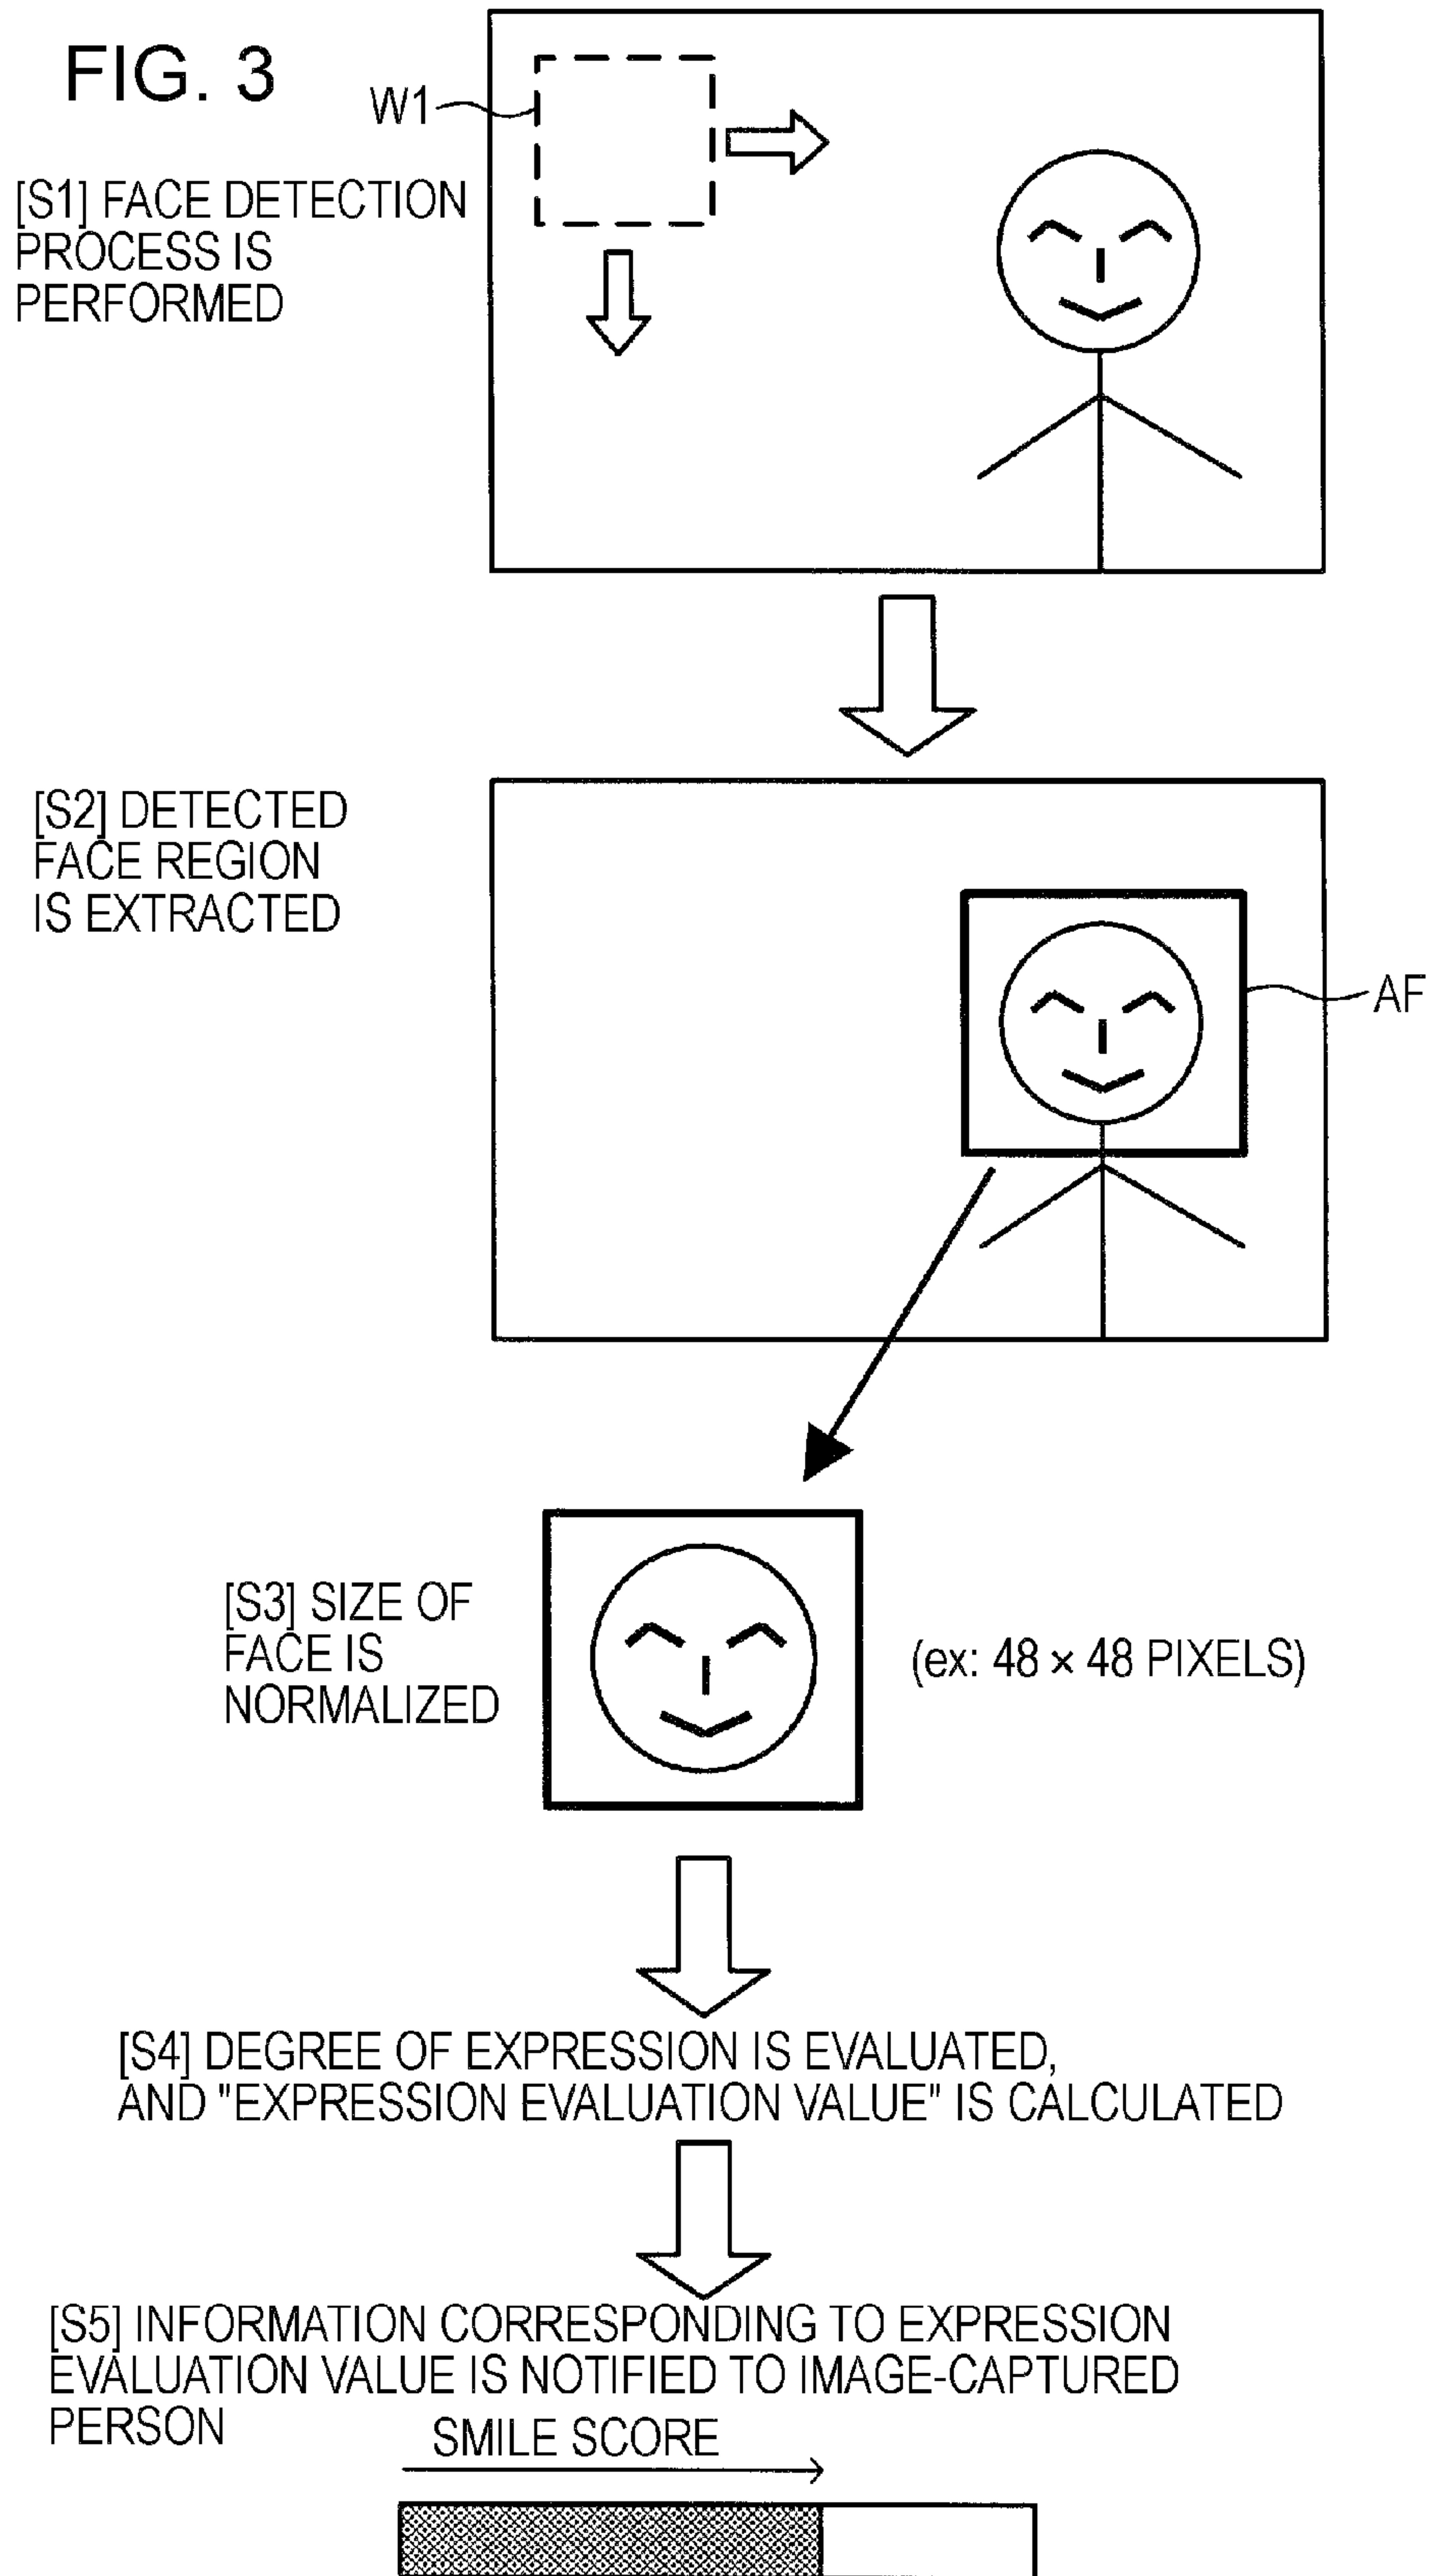 FIG. 3
W1
[S1] FACE DETECTION
PROCESS IS
PERFORMED
[S2] DETECTED
FACE REGION
IS EXTRACTED
AF
[S3] SIZE OF
FACE IS
NORMALIZED
(ex: 48 × 48 PIXELS)
[S4] DEGREE OF EXPRESSION IS EVALUATED,
AND "EXPRESSION EVALUATION VALUE" IS CALCULATED
[S5] INFORMATION CORRESPONDING TO EXPRESSION
EVALUATION VALUE IS NOTIFIED TO IMAGE-CAPTURED
PERSON
SMILE SCORE